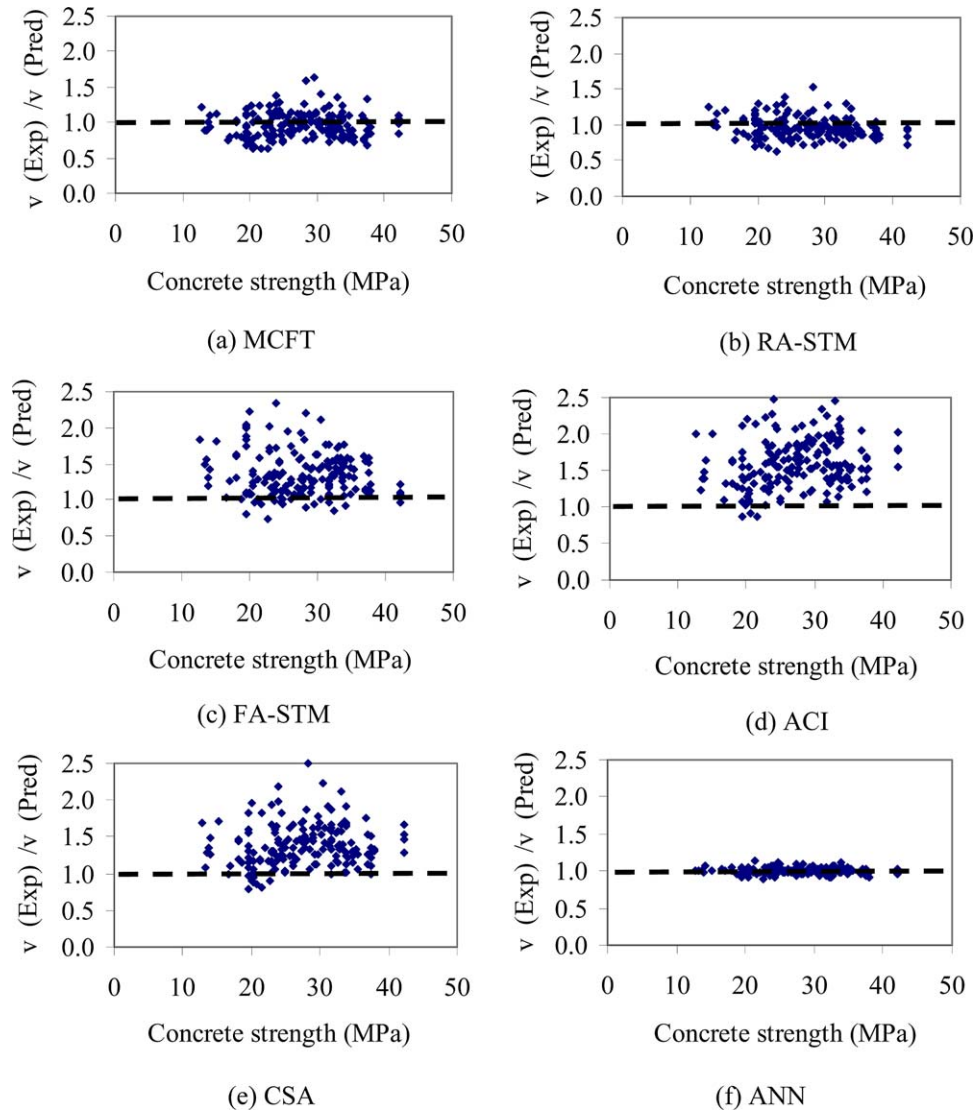 v (Exp) /v (Pred)
2.5
2.0
1.5
1.0
0.5
0.0
0 10 20 30 40 50
Concrete strength (MPa)
(a) MCFT
v (Exp) /v (Pred)
2.5
2.0
1.5
1.0
0.5
0.0
0 10 20 30 40 50
Concrete strength (MPa)
(b) RA-STM
v (Exp) /v (Pred)
2.5
2.0
1.5
1.0
0.5
0.0
0 10 20 30 40 50
Concrete strength (MPa)
(c) FA-STM
v (Exp) /v (Pred)
2.5
2.0
1.5
1.0
0.5
0.0
0 10 20 30 40 50
Concrete strength (MPa)
(d) ACI
v (Exp) /v (Pred)
2.5
2.0
1.5
1.0
0.5
0.0
0 10 20 30 40 50
Concrete strength (MPa)
(e) CSA
v (Exp) /v (Pred)
2.5
2.0
1.5
1.0
0.5
0.0
0 10 20 30 40 50
Concrete strength (MPa)
(f) ANN